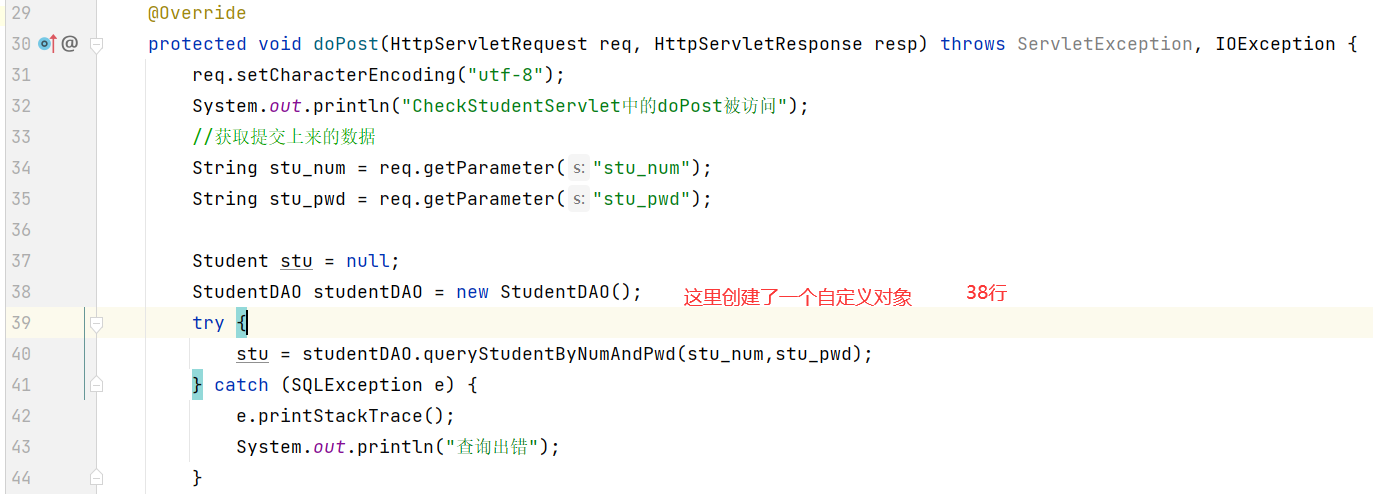 29 @Override
30 @ protected void doPost(HttpServletRequest req, HttpServletResponse resp) throws ServletException, IOException {
31 req.setCharacterEncoding("utf-8");
32 System.out.println("CheckStudentServlet中的doPost被访问");
33 //获取提交上来的数据
34 String stu_num = req.getParameter( s: "stu_num");
35 String stu_pwd = req.getParameter( s: "stu_pwd");
36
37 Student stu = null;
38 StudentDAO studentDAO = new StudentDAO(); 这里创建了一个自定义对象 38行
39 try {
40 stu = studentDAO.queryStudentByNumAndPwd(stu_num,stu_pwd);
41 } catch (SQLException e) {
42 e.printStackTrace();
43 System.out.println("查询出错");
44 }